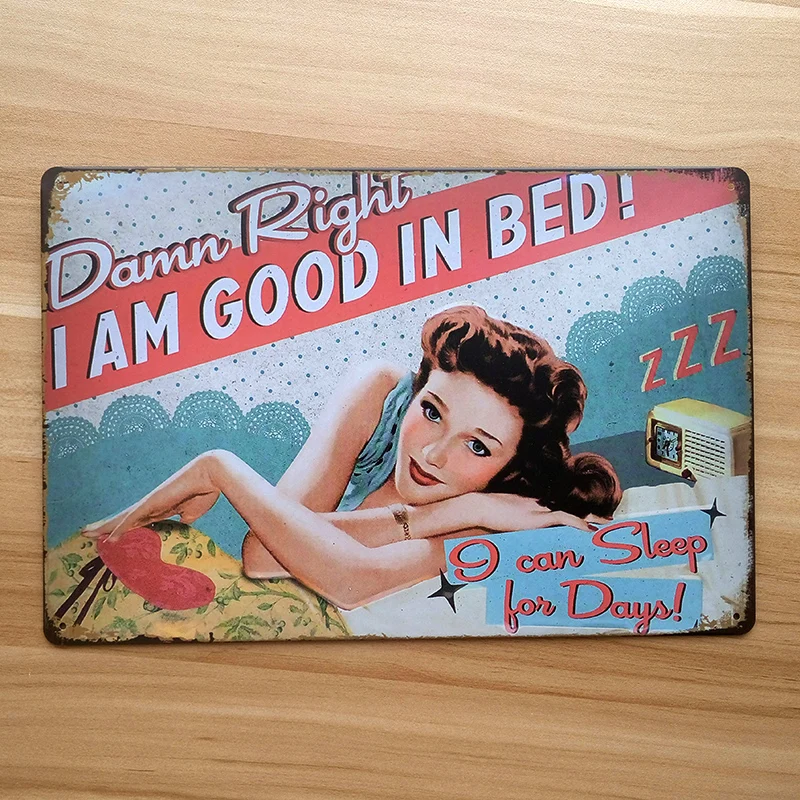 Damn Right
I AM GOOD IN BED!
ZZZ
I can Sleep
for Days!